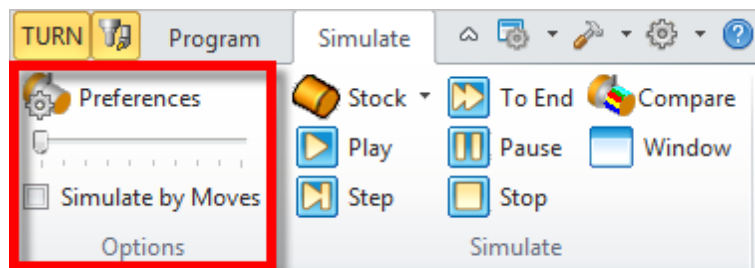 TURN Program Simulate
Preferences Stock To End Compare
Play Pause Window
Simulate by Moves Step Stop
Options Simulate